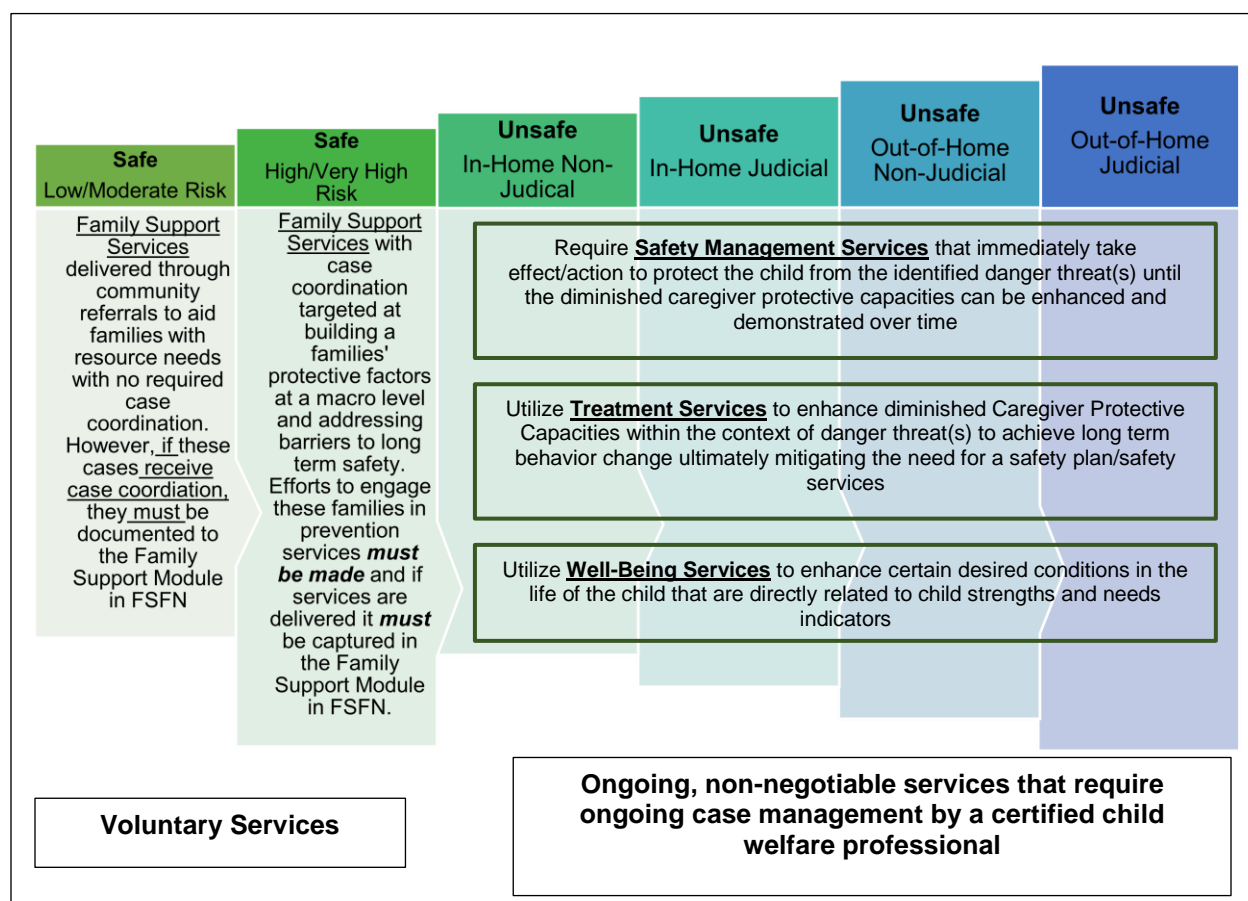 Safe
Low/Moderate Risk
Safe
High/Very High
Risk
Unsafe
In-Home Non-
Judical
Unsafe
In-Home Judicial
Unsafe
Out-of-Home
Non-Judicial
Unsafe
Out-of-Home
Judicial
Family Support
Services
delivered through
community
referrals to aid
families with
resource needs
with no required
case
coordination.
However, if these
cases receive
case coordiation,
they must be
documented to
the Family
Support Module
in FSFN
Family Support
Services with
case
coordination
targeted at
building a
families'
protective factors
at a macro level
and addressing
barriers to long
term safety.
Efforts to engage
these families in
prevention
services must
be made and if
services are
delivered it must
be captured in
the Family
Support Module
in FSFN.
Require Safety Management Services that immediately take
effect/action to protect the child from the identified danger threat(s) until
the diminished caregiver protective capacities can be enhanced and
demonstrated over time
Utilize Treatment Services to enhance diminished Caregiver Protective
Capacities within the context of danger threat(s) to achieve long term
behavior change ultimately mitigating the need for a safety plan/safety
services
Utilize Well-Being Services to enhance certain desired conditions in the
life of the child that are directly related to child strengths and needs
indicators
Voluntary Services
Ongoing, non-negotiable services that require
ongoing case management by a certified child
welfare professional